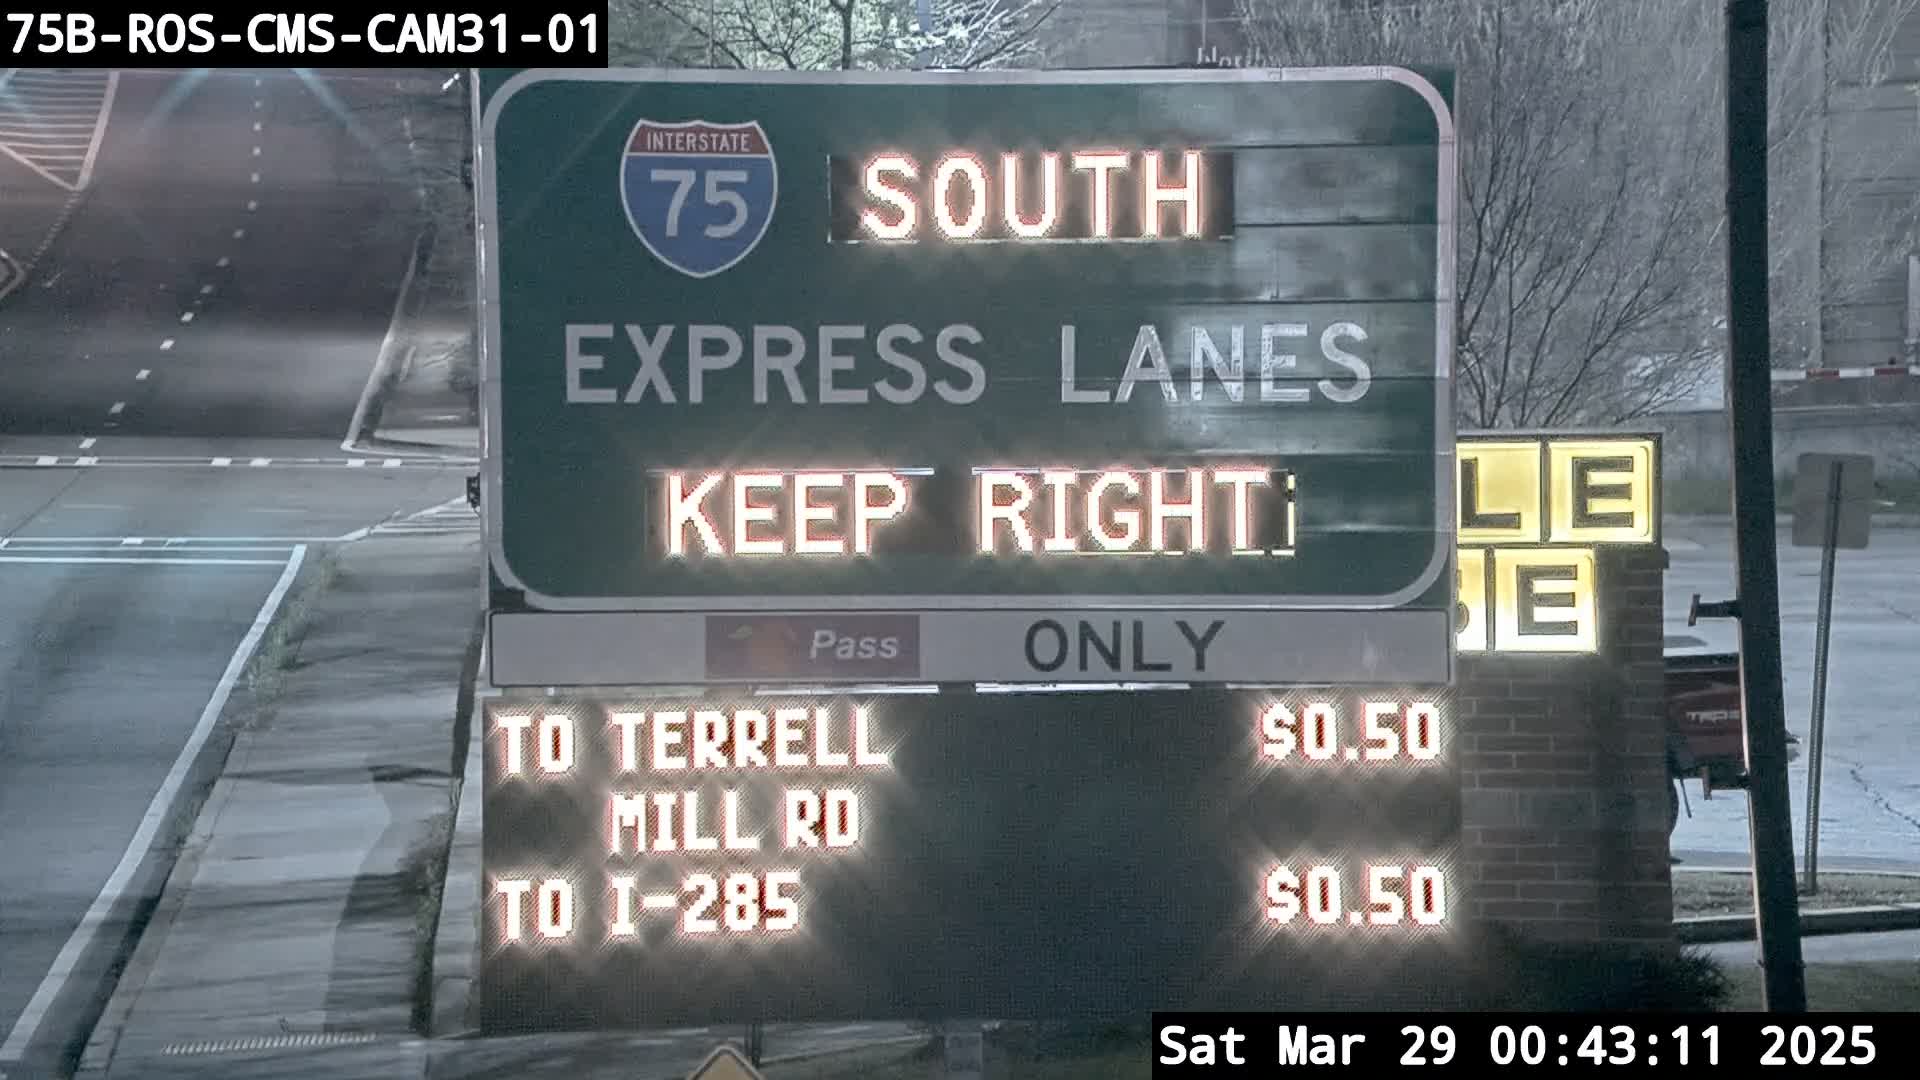 75B-ROS-CMS-CAM31-01
INTERSTATE
75
SOUTH
EXPRESS LANES
KEEP RIGHT
Pass ONLY
LE
E
TO TERRELL $0.50
MILL RD
TO I-285 $0.50
Sat Mar 29 00:43:11 2025